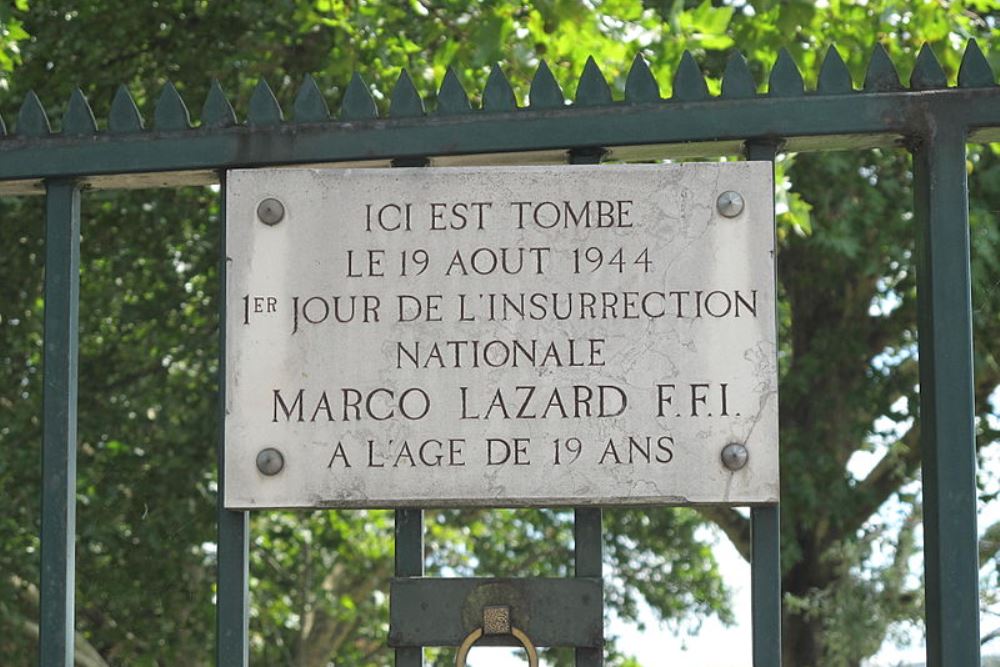 ICI EST TOMBE
LE 19 AOUT 1944
1ER JOUR DE L'INSURRECTION
NATIONALE
MARCO LAZARD F.F.I.
A L'AGE DE 19 ANS